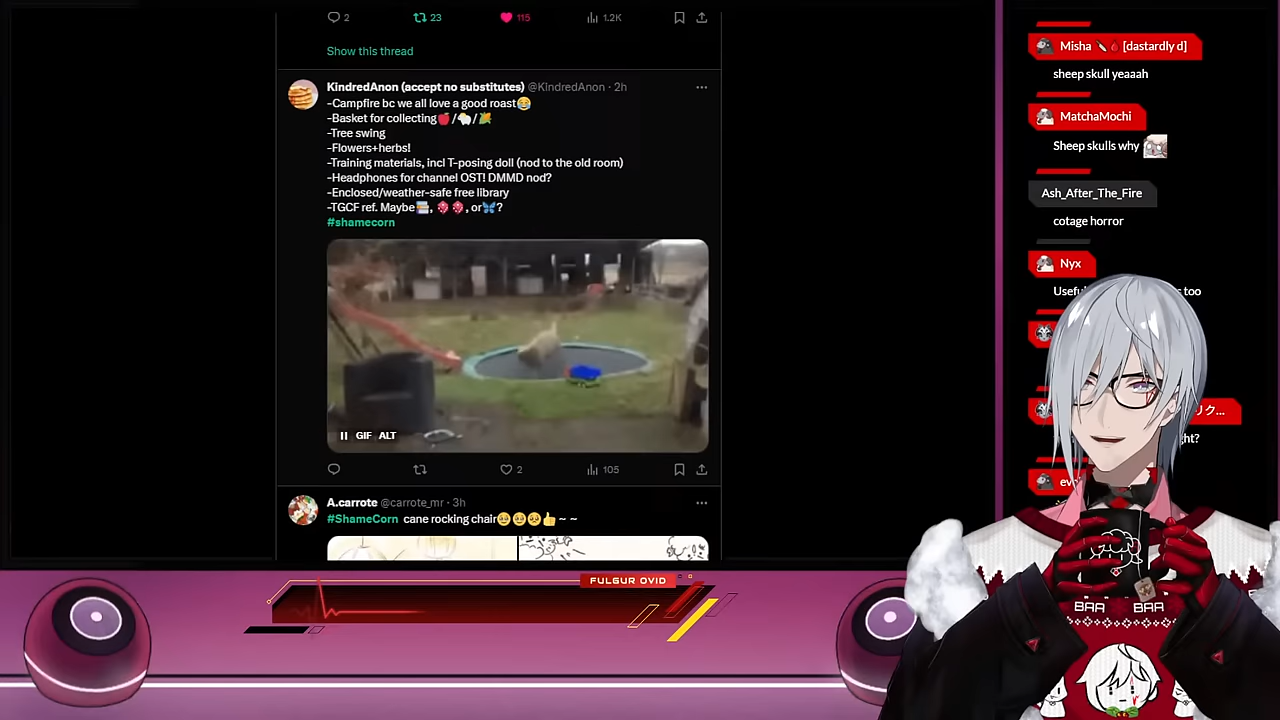 2 23 115 1.2K
Show this thread
KindredAnon (accept no substitutes) @KindredAnon · 2h
-Campfire bc we all love a good roast😂
-Basket for collecting🍎/🐑/🌽
-Tree swing
-Flowers+herbs!
-Training materials, incl T-posing doll (nod to the old room)
-Headphones for channel OST! DMMD nod?
-Enclosed/weather-safe free library
-TGCF ref. Maybe📚, 🎲🎲, or🦋?
#shamecorn
GIF ALT
2 105
A.carrote @carrote_mr · 3h
#ShameCorn cane rocking chair🥺🥺🥺👍~ ~
FULGUR OVID
Misha 🍷🩸 [dastardly d]
sheep skull yeaaah
MatchaMochi
Sheep skulls why
Ash_After_The_Fire
cotage horror
Nyx
too
リク...
ght?
BAA BAA